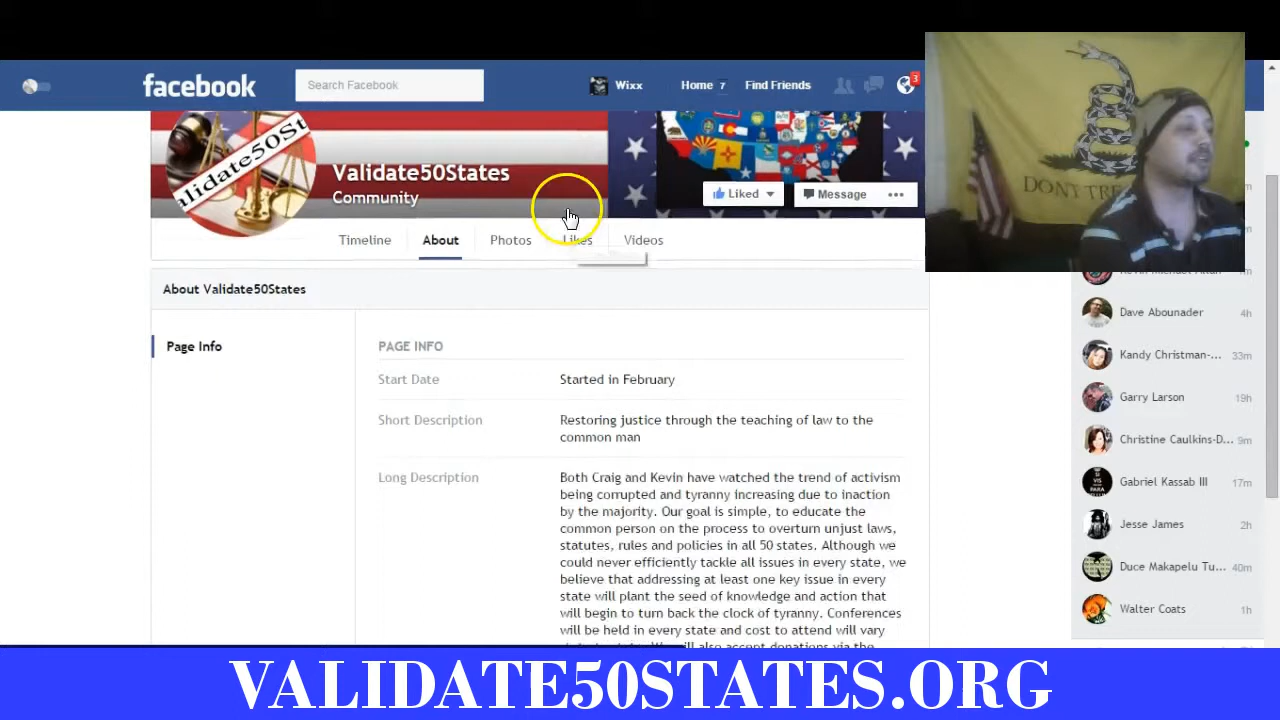 facebook
Search Facebook
Wixx
Home 7
Find Friends
3
DON'T TRE
alidate50St
Validate50States
Community
Liked
Message
Timeline
About
Photos
Likes
Videos
About Validate50States
Page Info
PAGE INFO
Start Date
Started in February
Short Description
Restoring justice through the teaching of law to the
common man
Long Description
Both Craig and Kevin have watched the trend of activism
being corrupted and tyranny increasing due to inaction
by the majority. Our goal is simple, to educate the
common person on the process to overturn unjust laws,
statutes, rules and policies in all 50 states. Although we
could never efficiently tackle all issues in every state, we
believe that addressing at least one key issue in every
state will plant the seed of knowledge and action that
will begin to turn back the clock of tyranny. Conferences
will be held in every state and cost to attend will vary
Dave Abounader 4h
Kandy Christman-... 33m
Garry Larson 19h
Christine Caulkins-D... 9m
Gabriel Kassab III 17m
Jesse James 2h
Duce Makapelu Tu... 40m
Walter Coats 1h
VALIDATE50STATES.ORG